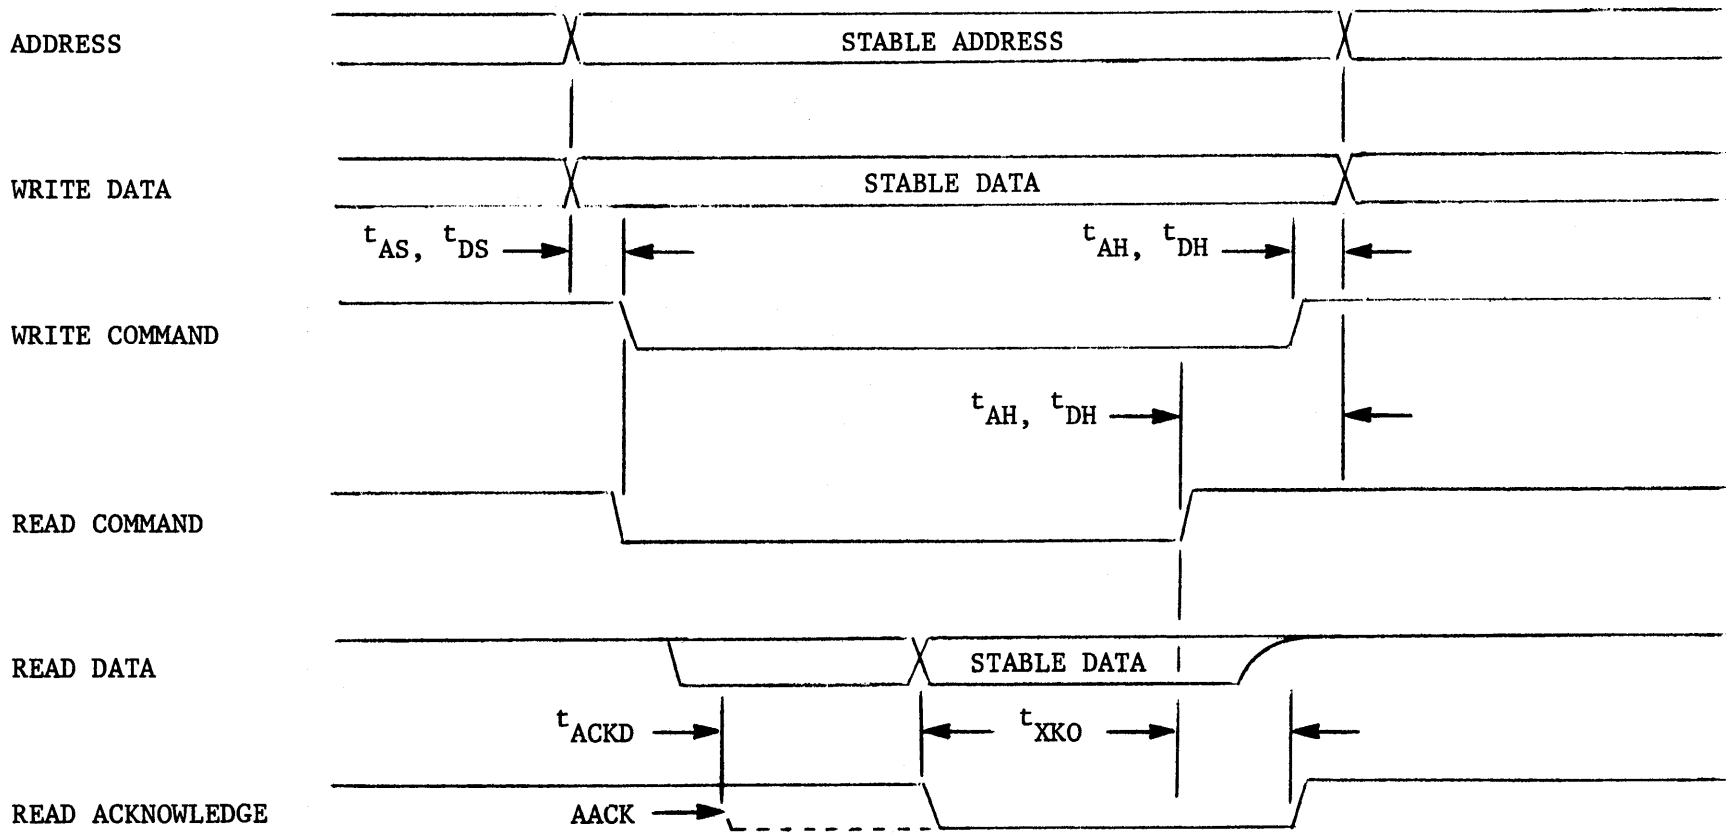 ADDRESS
STABLE ADDRESS
WRITE DATA
STABLE DATA
tAS, tDS
tAH, tDH
WRITE COMMAND
tAH, tDH
READ COMMAND
READ DATA
STABLE DATA
tACKD
tXKO
READ ACKNOWLEDGE
AACK